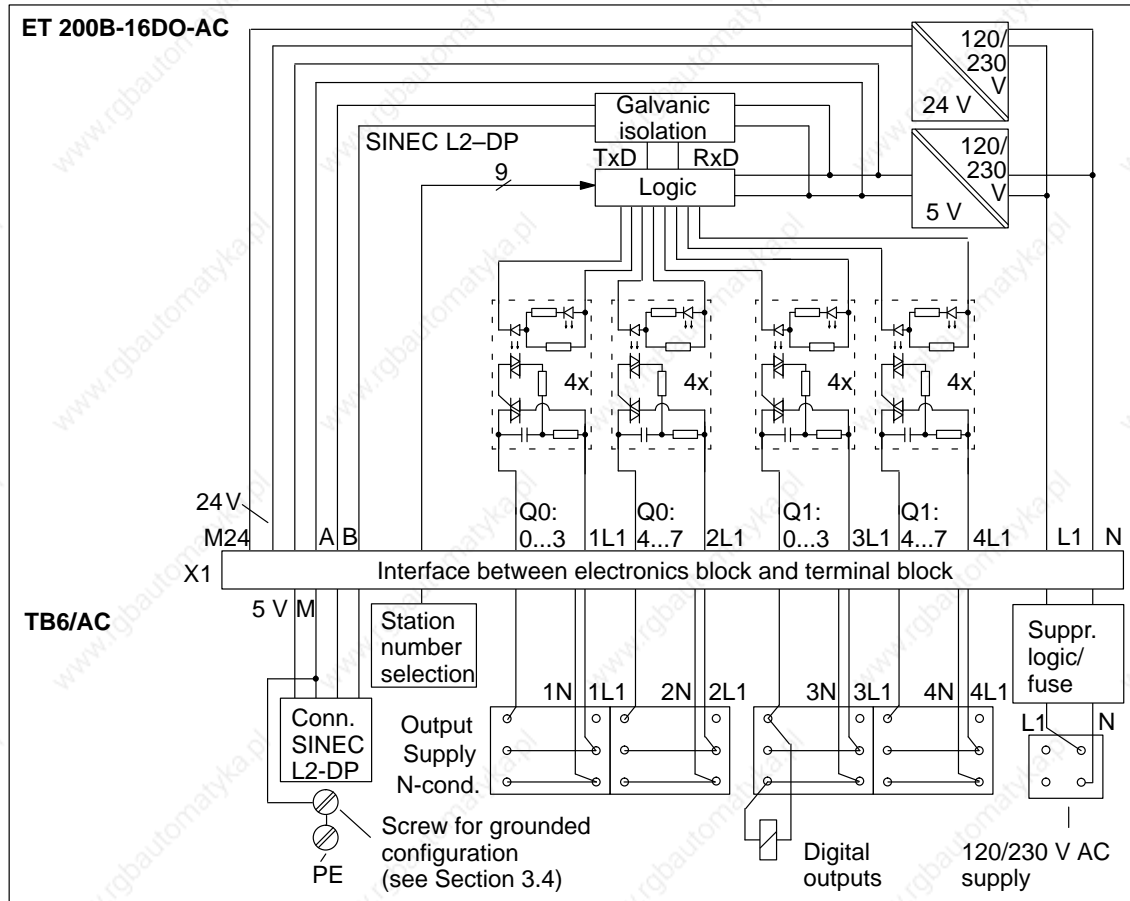 ET 200B-16DO-AC
120/
230
V
24 V
Galvanic
isolation
SINEC L2–DP
TxD
RxD
120/
230
V
5 V
9
Logic
4x
4x
4x
4x
24 V
M24
A
B
Q0:
0...3
1L1
Q0:
4...7
2L1
Q1:
0...3
3L1
Q1:
4...7
4L1
L1
N
X1
Interface between electronics block and terminal block
5 V
M
TB6/AC
Station
number
selection
Suppr.
logic/
fuse
1N
1L1
2N
2L1
3N
3L1
4N
4L1
Conn.
SINEC
L2-DP
Output
Supply
N-cond.
L1
N
Screw for grounded
configuration
(see Section 3.4)
PE
Digital
outputs
120/230 V AC
supply
www.rgbautomatyka.pl